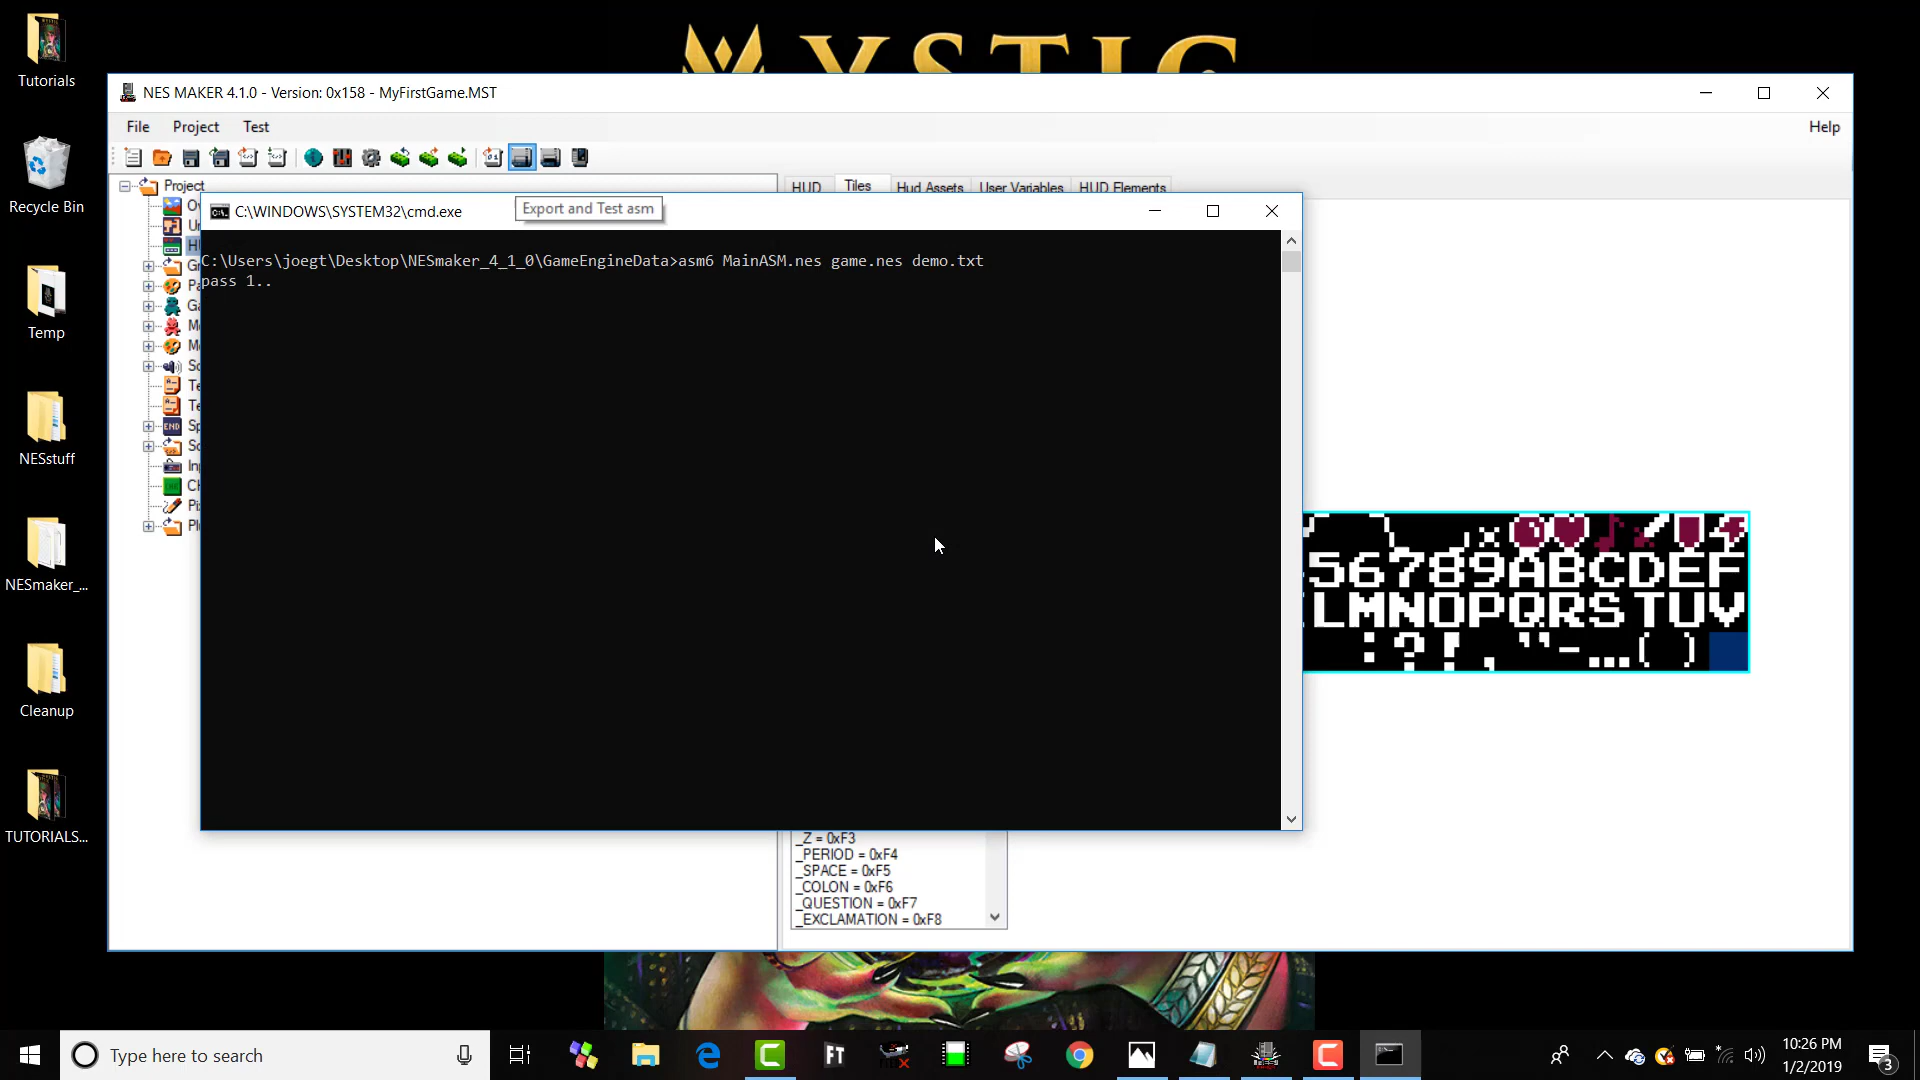 MYSTIC
Tutorials
Recycle Bin
Temp
NESstuff
NESmaker_...
Cleanup
TUTORIALS...
NES MAKER 4.1.0 - Version: 0x158 - MyFirstGame.MST
File Project Test Help
Project
HUD Tiles Hud Assets User Variables HUD Elements
C:\WINDOWS\SYSTEM32\cmd.exe
Export and Test asm
C:\Users\joegt\Desktop\NESmaker_4_1_0\GameEngineData>asm6 MainASM.nes game.nes demo.txt
pass 1..
56789ABCDEF
LMNOPQRSTUV
:?!,"-...( )
_Z = 0xF3
_PERIOD = 0xF4
_SPACE = 0xF5
_COLON = 0xF6
_QUESTION = 0xF7
_EXCLAMATION = 0xF8
Type here to search
FT
10:26 PM
1/2/2019
3